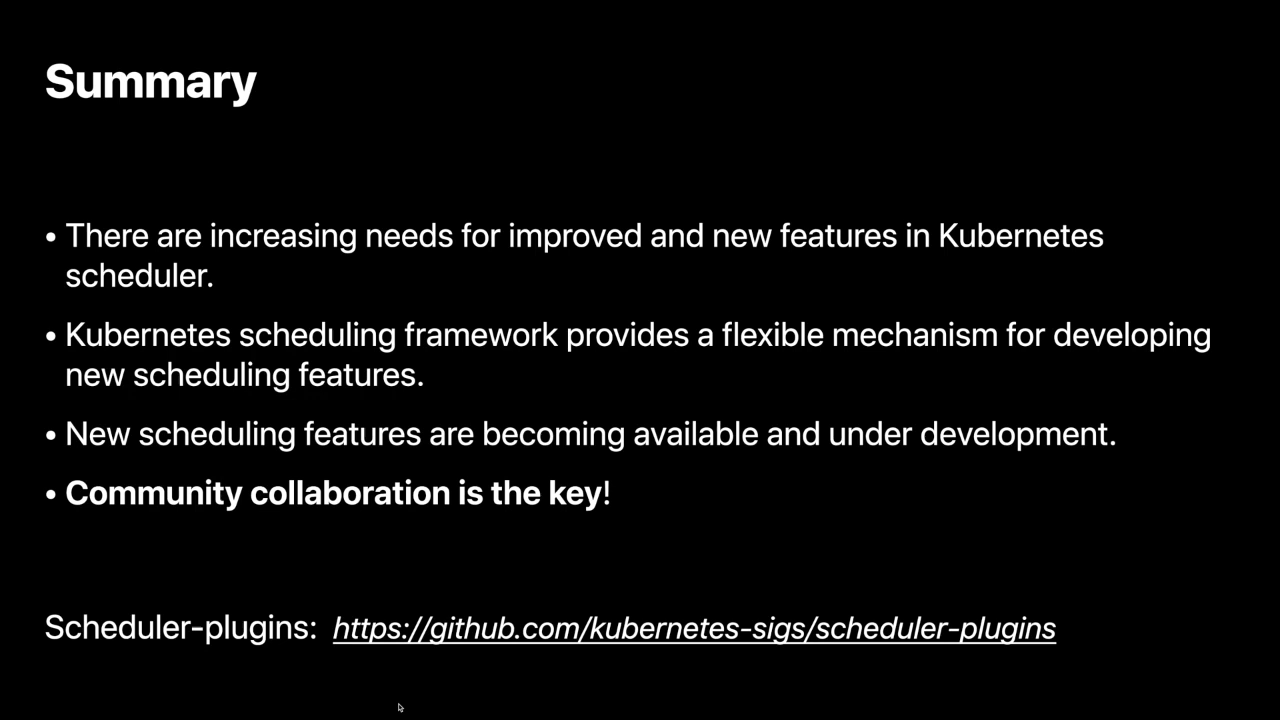 Summary
• There are increasing needs for improved and new features in Kubernetes
scheduler.
• Kubernetes scheduling framework provides a flexible mechanism for developing
new scheduling features.
• New scheduling features are becoming available and under development.
• Community collaboration is the key!
Scheduler-plugins: https://github.com/kubernetes-sigs/scheduler-plugins